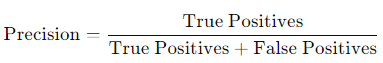 Precision = True Positives / True Positives + False Positives